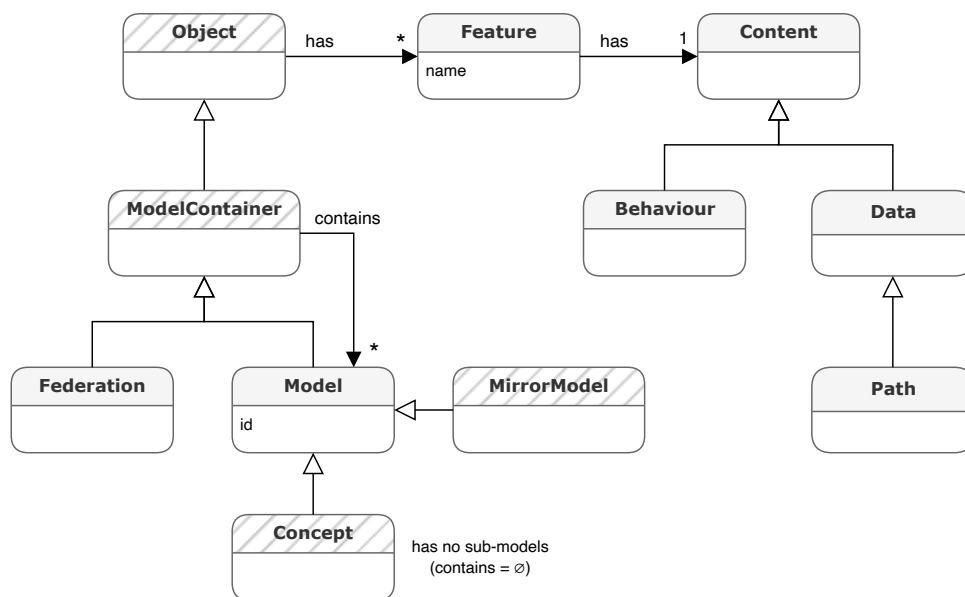 Object
has
*
Feature
name
has
1
Content
ModelContainer
contains
*
Behaviour
Data
Federation
Model
id
MirrorModel
Path
Concept
has no sub-models
(contains = ∅)